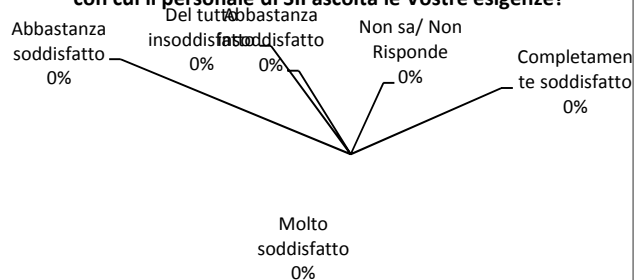 con cui il personale di SII ascolta le Vostre esigenze?
Abbastanza
soddisfatto
0%
Del tutto
insoddisfatto
0%
Abbastanza
insoddisfatto
0%
Non sa/ Non
Risponde
0%
Completamen
te soddisfatto
0%
Molto
soddisfatto
0%